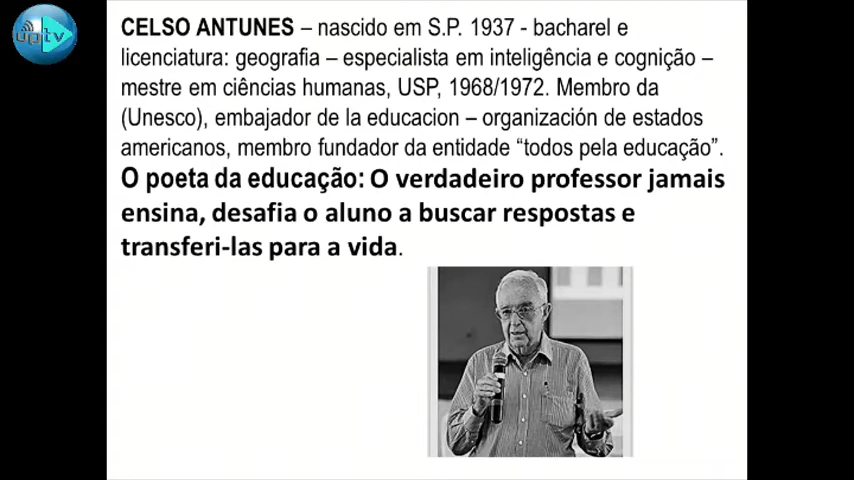 uptv
CELSO ANTUNES – nascido em S.P. 1937 - bacharel e
licenciatura: geografia – especialista em inteligência e cognição –
mestre em ciências humanas, USP, 1968/1972. Membro da
(Unesco), embajador de la educacion – organización de estados
americanos, membro fundador da entidade “todos pela educação”.
O poeta da educação: O verdadeiro professor jamais
ensina, desafia o aluno a buscar respostas e
transferi-las para a vida.